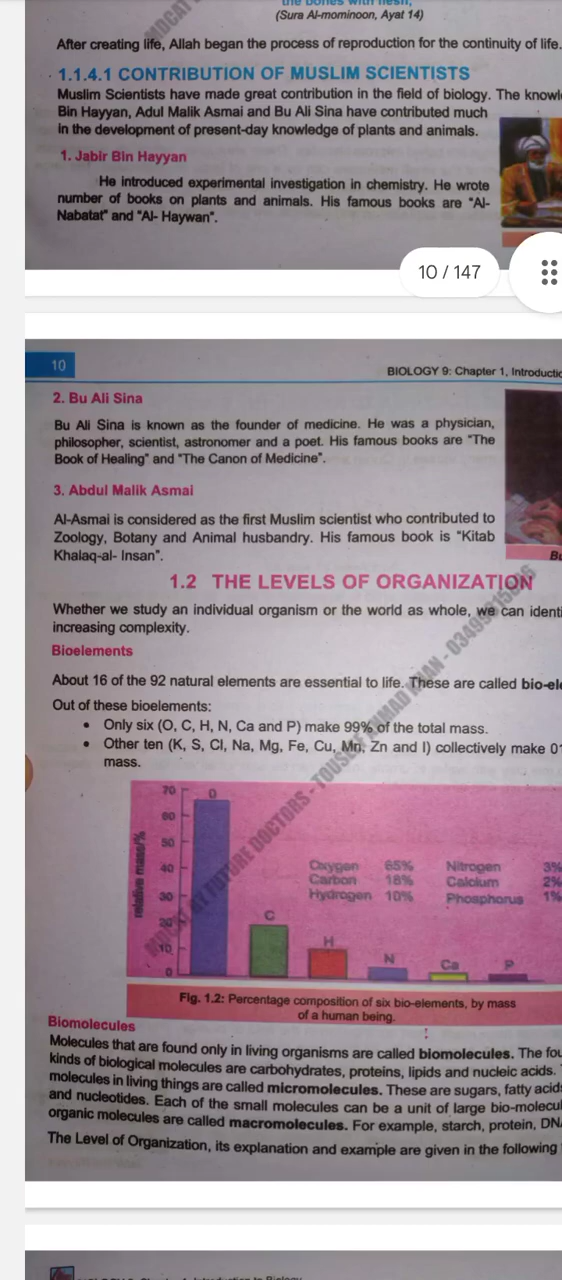 the bones with flesh,
(Sura Al-mominoon, Ayat 14)
After creating life, Allah began the process of reproduction for the continuity of life.
1.1.4.1 CONTRIBUTION OF MUSLIM SCIENTISTS
Muslim Scientists have made great contribution in the field of biology. The knowl
Bin Hayyan, Adul Malik Asmai and Bu Ali Sina have contributed much
in the development of present-day knowledge of plants and animals.
1. Jabir Bin Hayyan
He introduced experimental investigation in chemistry. He wrote
number of books on plants and animals. His famous books are "Al-
Nabatat" and "Al- Haywan".
10 / 147
10
BIOLOGY 9: Chapter 1, Introductio
2. Bu Ali Sina
Bu Ali Sina is known as the founder of medicine. He was a physician,
philosopher, scientist, astronomer and a poet. His famous books are "The
Book of Healing" and "The Canon of Medicine".
3. Abdul Malik Asmai
Al-Asmai is considered as the first Muslim scientist who contributed to
Zoology, Botany and Animal husbandry. His famous book is "Kitab
Khalaq-al- Insan".
Bu
1.2 THE LEVELS OF ORGANIZATION
Whether we study an individual organism or the world as whole, we can identi
increasing complexity.
Bioelements
About 16 of the 92 natural elements are essential to life. These are called bio-ele
Out of these bioelements:
• Only six (O, C, H, N, Ca and P) make 99% of the total mass.
• Other ten (K, S, Cl, Na, Mg, Fe, Cu, Mn, Zn and I) collectively make 0
mass.
relative mass/%
70
60
50
40
30
20
10
0
O
C
H
N
Ca
P
Oxygen 65% Nitrogen 3%
Carbon 18% Calcium 2%
Hydrogen 10% Phosphorus 1%
Fig. 1.2: Percentage composition of six bio-elements, by mass
of a human being.
Biomolecules
Molecules that are found only in living organisms are called biomolecules. The fou
kinds of biological molecules are carbohydrates, proteins, lipids and nucleic acids.
molecules in living things are called micromolecules. These are sugars, fatty acid
and nucleotides. Each of the small molecules can be a unit of large bio-molecul
organic molecules are called macromolecules. For example, starch, protein, DN
The Level of Organization, its explanation and example are given in the following
MDCAT AT FUTURE DOCTORS - TOUSEEF AHMAD KHAN -